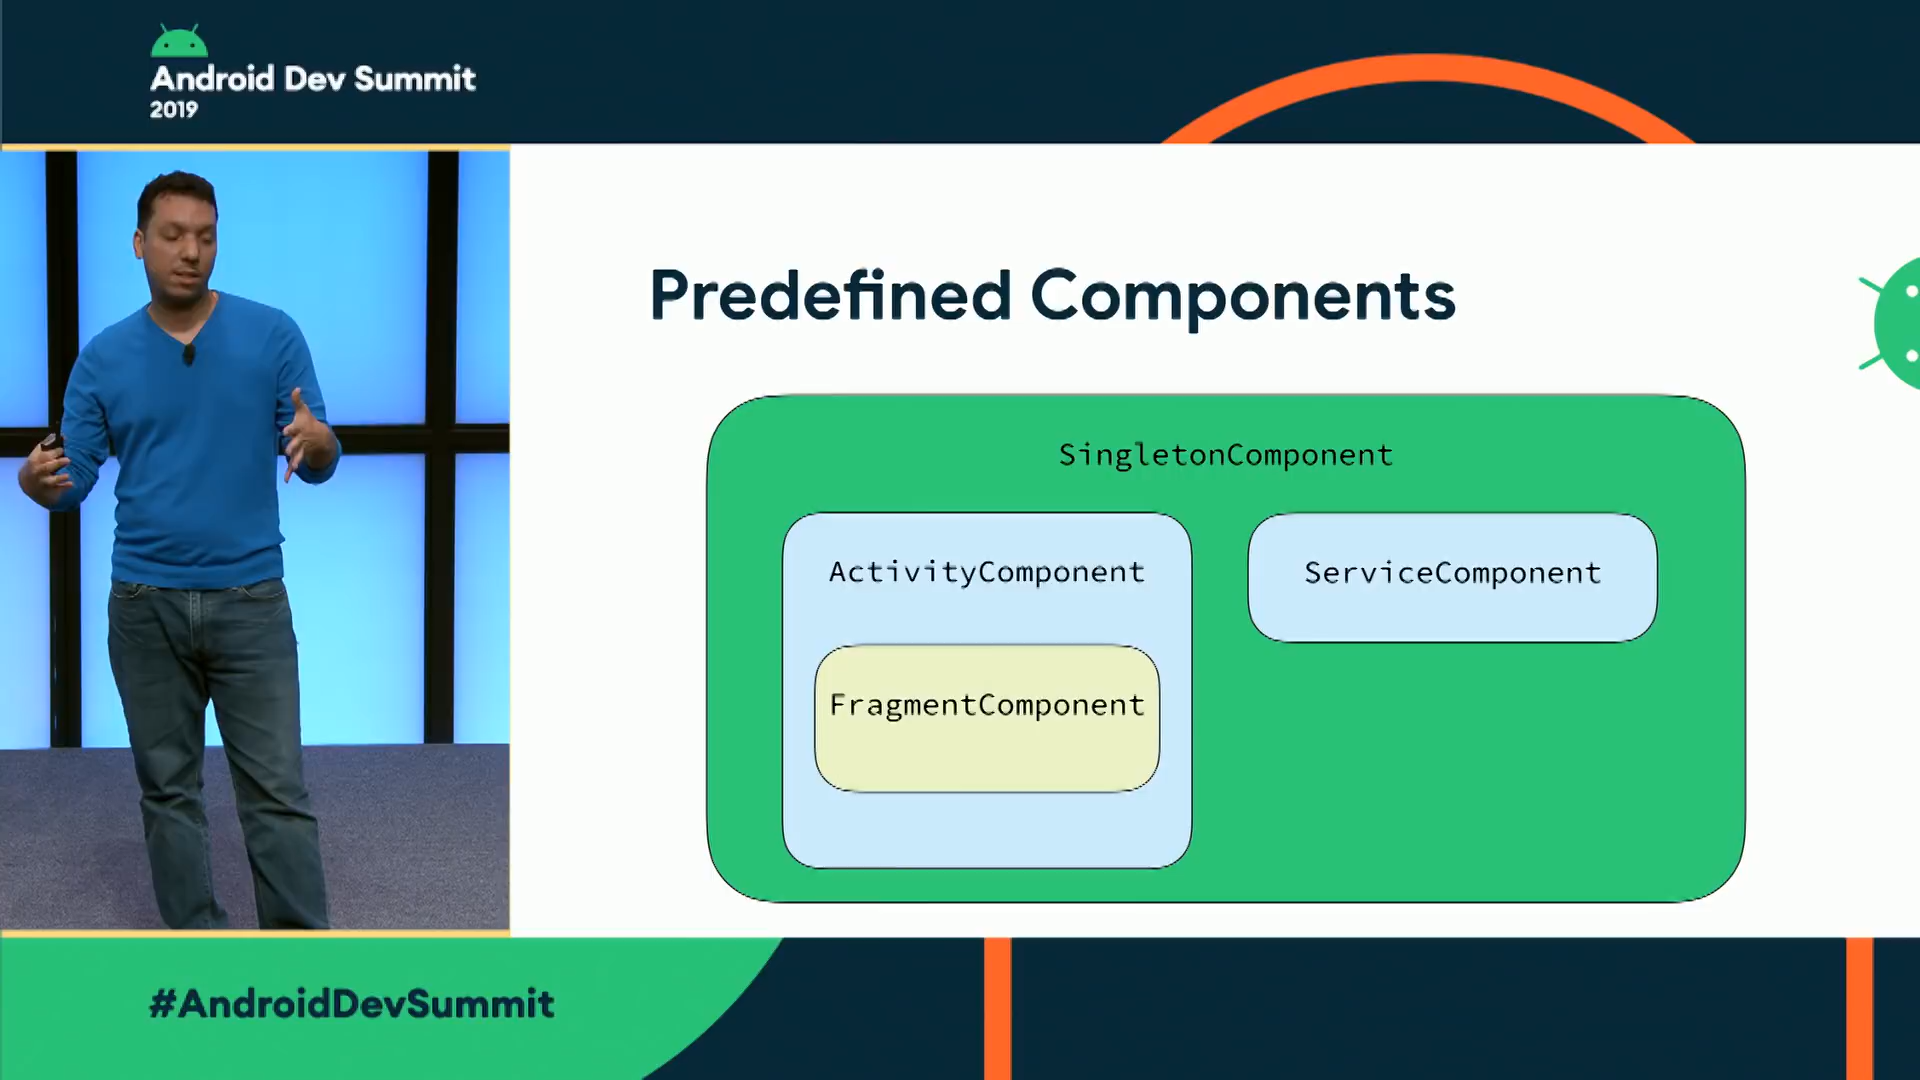 Android Dev Summit
2019
Predefined Components
SingletonComponent
ActivityComponent
ServiceComponent
FragmentComponent
#AndroidDevSummit